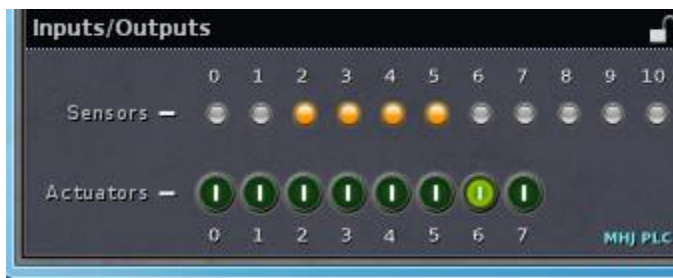 Inputs/Outputs
0 1 2 3 4 5 6 7 8 9 10
Sensors
Actuators
0 1 2 3 4 5 6 7
MHJ PLC